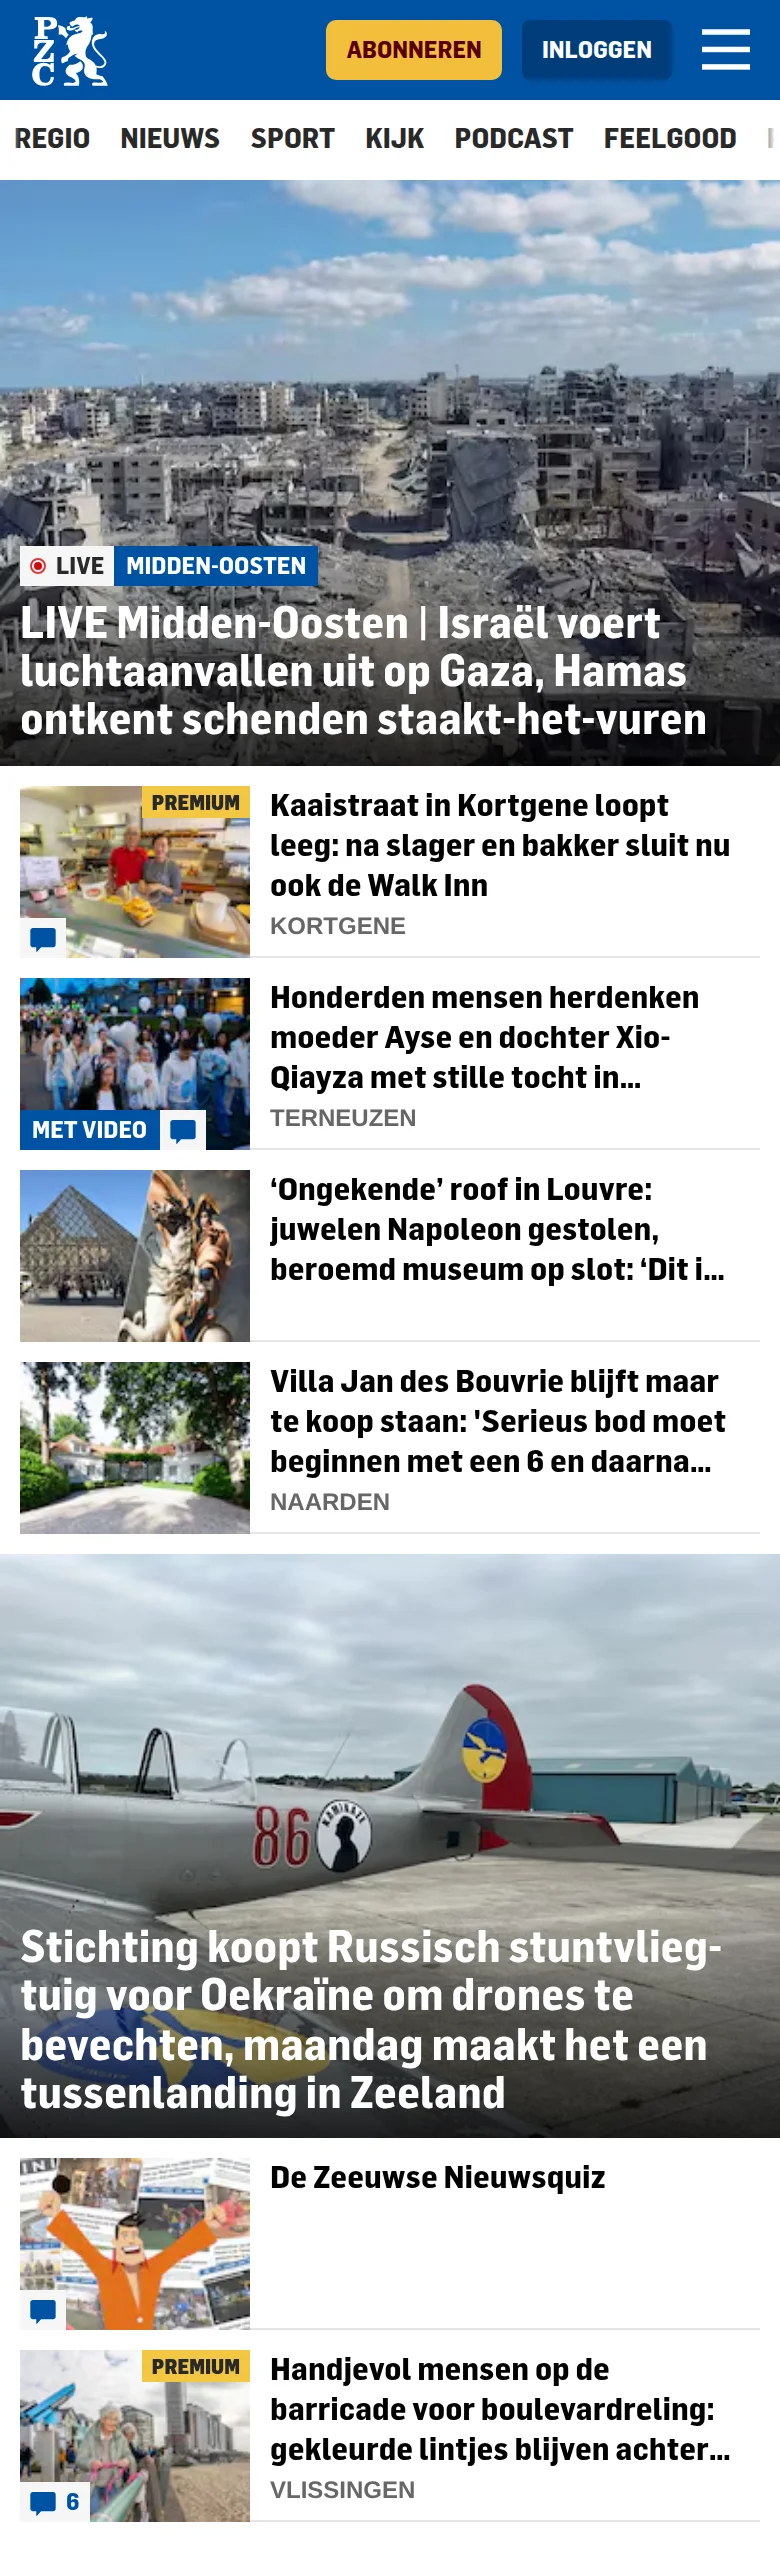 PZC
ABONNEREN
INLOGGEN
REGIO NIEUWS SPORT KIJK PODCAST FEELGOOD
LIVE MIDDEN-OOSTEN
LIVE Midden-Oosten | Israël voert
luchtaanvallen uit op Gaza, Hamas
ontkent schenden staakt-het-vuren
PREMIUM
Kaaistraat in Kortgene loopt
leeg: na slager en bakker sluit nu
ook de Walk Inn
KORTGENE
Honderden mensen herdenken
moeder Ayse en dochter Xio-
Qiayza met stille tocht in...
TERNEUZEN
MET VIDEO
‘Ongekende’ roof in Louvre:
juwelen Napoleon gestolen,
beroemd museum op slot: ‘Dit i...
Villa Jan des Bouvrie blijft maar
te koop staan: 'Serieus bod moet
beginnen met een 6 en daarna...
NAARDEN
86
KAMIKAZE
Stichting koopt Russisch stuntvlieg-
tuig voor Oekraïne om drones te
bevechten, maandag maakt het een
tussenlanding in Zeeland
De Zeeuwse Nieuwsquiz
PREMIUM
Handjevol mensen op de
barricade voor boulevardreling:
gekleurde lintjes blijven achter...
VLISSINGEN
6